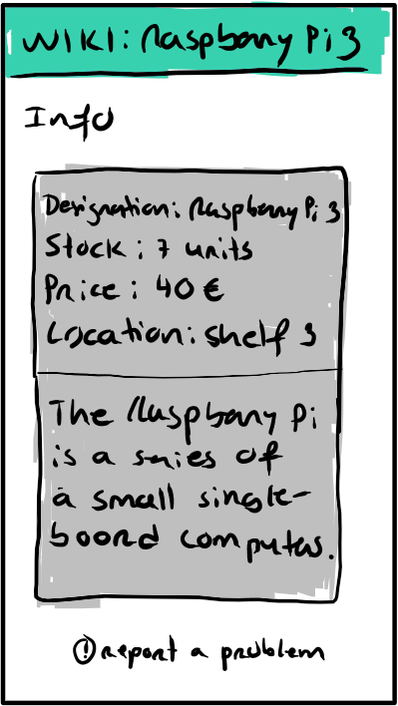 WIKI: Raspberry Pi 3
Info
Designation: Raspberry Pi 3
Stock : 7 units
Price : 40 €
Location: shelf 3
The Raspberry Pi
is a series of
a small single-
board computers.
! report a problem